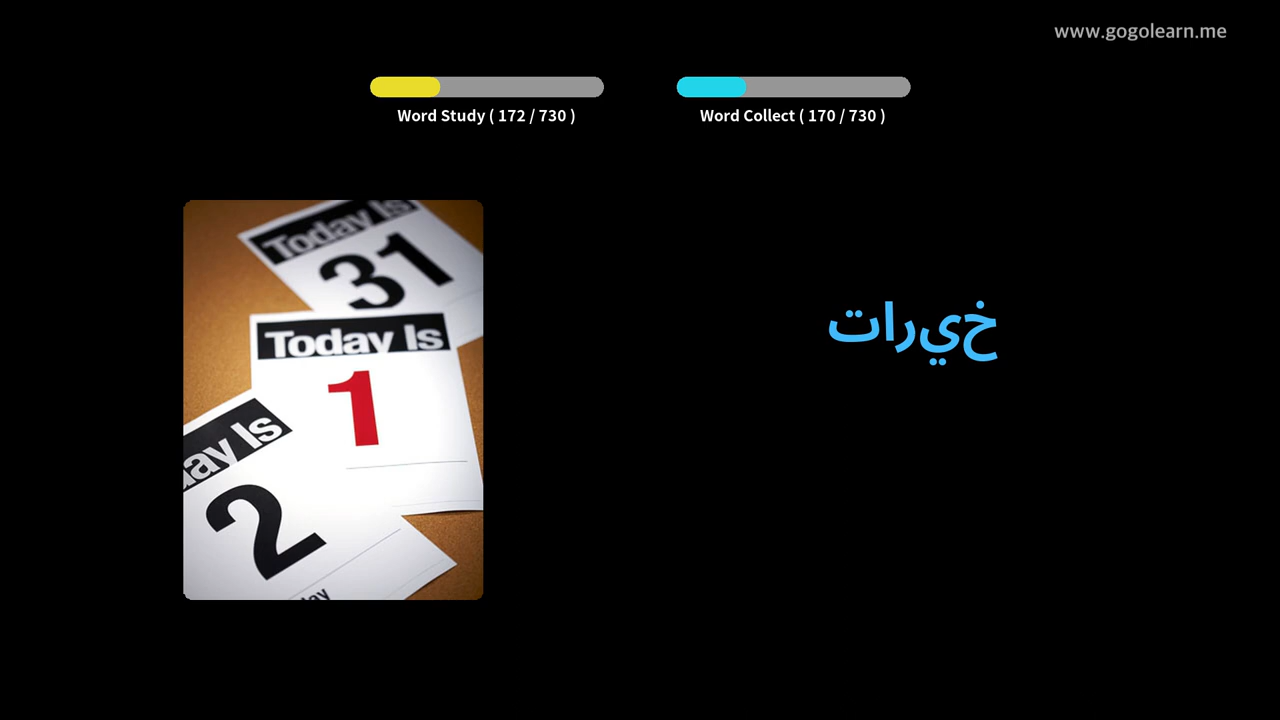 www.gogolearn.me
Word Study ( 172 / 730 )
Word Collect ( 170 / 730 )
Today Is
31
Today Is
1
ay Is
2
خيرات